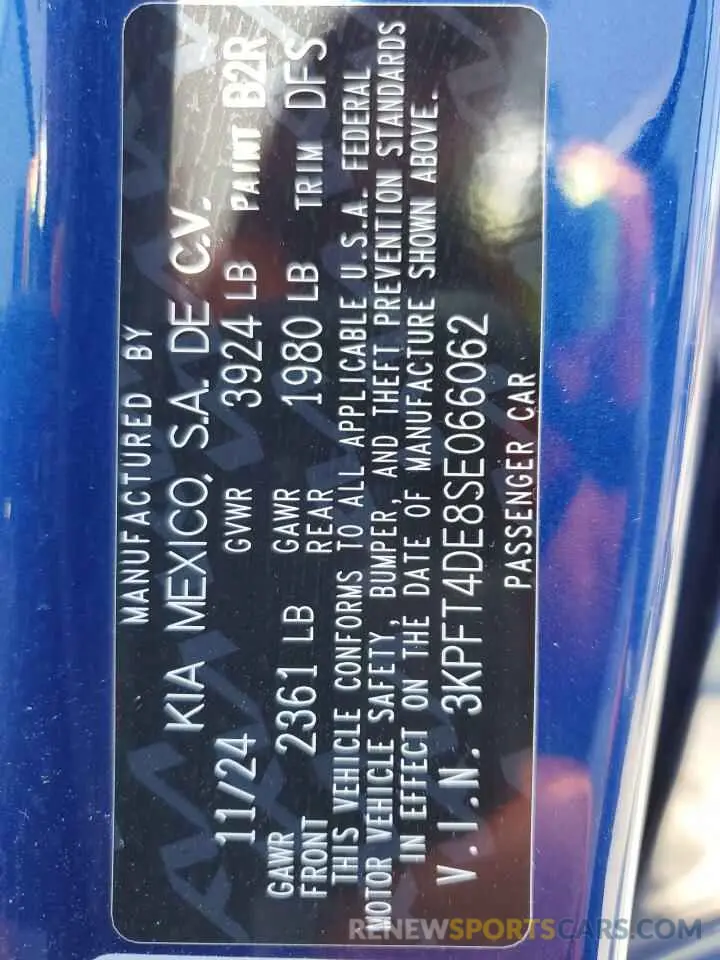 MANUFACTURED BY
KIA MEXICO, S.A. DE C.V.
11/24 GVWR 3924 LB PAINT B2R
GAWR FRONT 2361 LB GAWR REAR 1980 LB TRIM DFS
THIS VEHICLE CONFORMS TO ALL APPLICABLE U.S.A. FEDERAL
MOTOR VEHICLE SAFETY, BUMPER, AND THEFT PREVENTION STANDARDS
IN EFFECT ON THE DATE OF MANUFACTURE SHOWN ABOVE.
V.I.N. 3KPFT4DE8SE066062
PASSENGER CAR
RENEWSPORTSCARS.COM